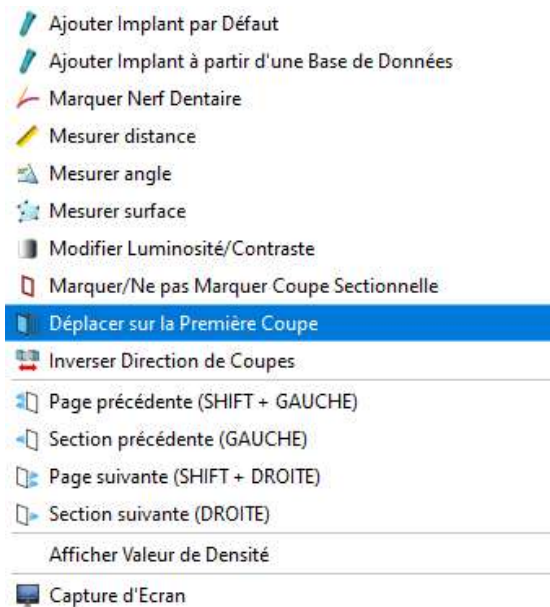 Ajouter Implant par Défaut
Ajouter Implant à partir d'une Base de Données
Marquer Nerf Dentaire
Mesurer distance
Mesurer angle
Mesurer surface
Modifier Luminosité/Contraste
Marquer/Ne pas Marquer Coupe Sectionnelle
Déplacer sur la Première Coupe
Inverser Direction de Coupes
Page précédente (SHIFT + GAUCHE)
Section précédente (GAUCHE)
Page suivante (SHIFT + DROITE)
Section suivante (DROITE)
Afficher Valeur de Densité
Capture d'Ecran